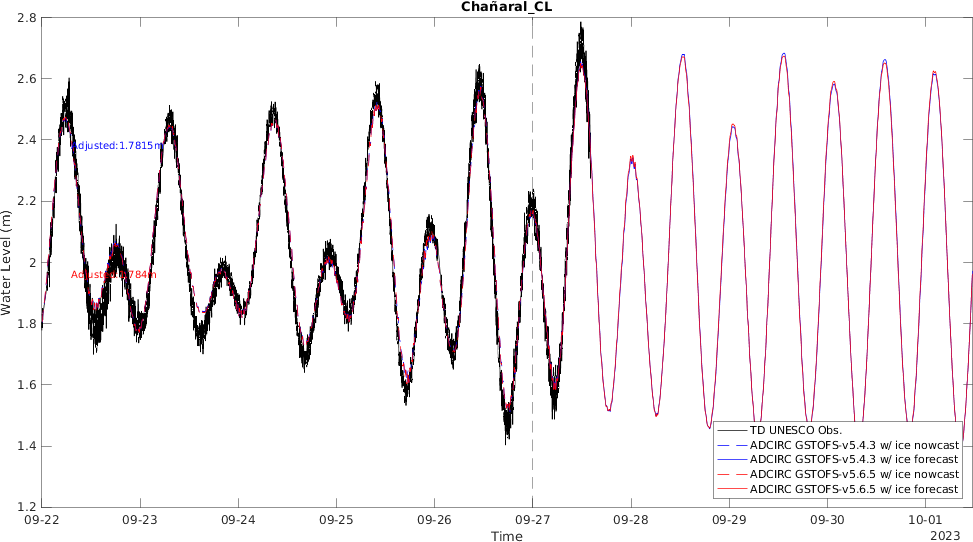 Chañaral_CL
2.8
2.6
2.4
2.2
2
1.8
1.6
1.4
1.2
Water Level (m)
Adjusted:1.7815m
Adjusted:1.784m
TD UNESCO Obs.
ADCIRC GSTOFS-v5.4.3 w/ ice nowcast
ADCIRC GSTOFS-v5.4.3 w/ ice forecast
ADCIRC GSTOFS-v5.6.5 w/ ice nowcast
ADCIRC GSTOFS-v5.6.5 w/ ice forecast
09-22 09-23 09-24 09-25 09-26 09-27 09-28 09-29 09-30 10-01
2023
Time